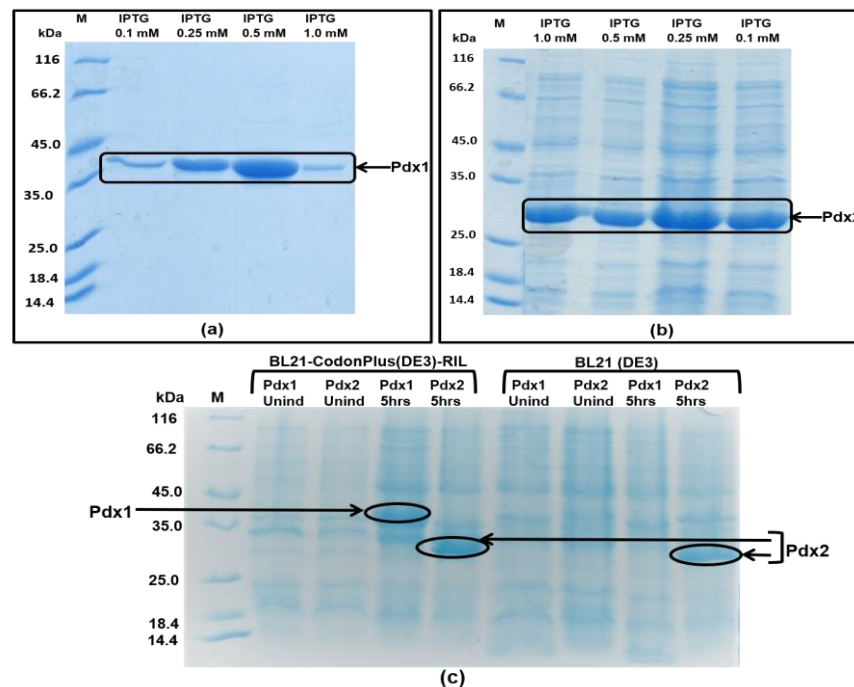 M IPTG IPTG IPTG IPTG
kDa 0.1 mM 0.25 mM 0.5 mM 1.0 mM
116
66.2
45.0
Pdx1
35.0
25.0
18.4
14.4
(a)
M IPTG IPTG IPTG IPTG
kDa 1.0 mM 0.5 mM 0.25 mM 0.1 mM
116
66.2
45.0
35.0
Pdx2
25.0
18.4
14.4
(b)
BL21-CodonPlus(DE3)-RIL BL21 (DE3)
Pdx1 Pdx2 Pdx1 Pdx2 Pdx1 Pdx2 Pdx1 Pdx2
kDa M Unind Unind 5hrs 5hrs Unind Unind 5hrs 5hrs
116
66.2
45.0
Pdx1
35.0
Pdx2
25.0
18.4
14.4
(c)